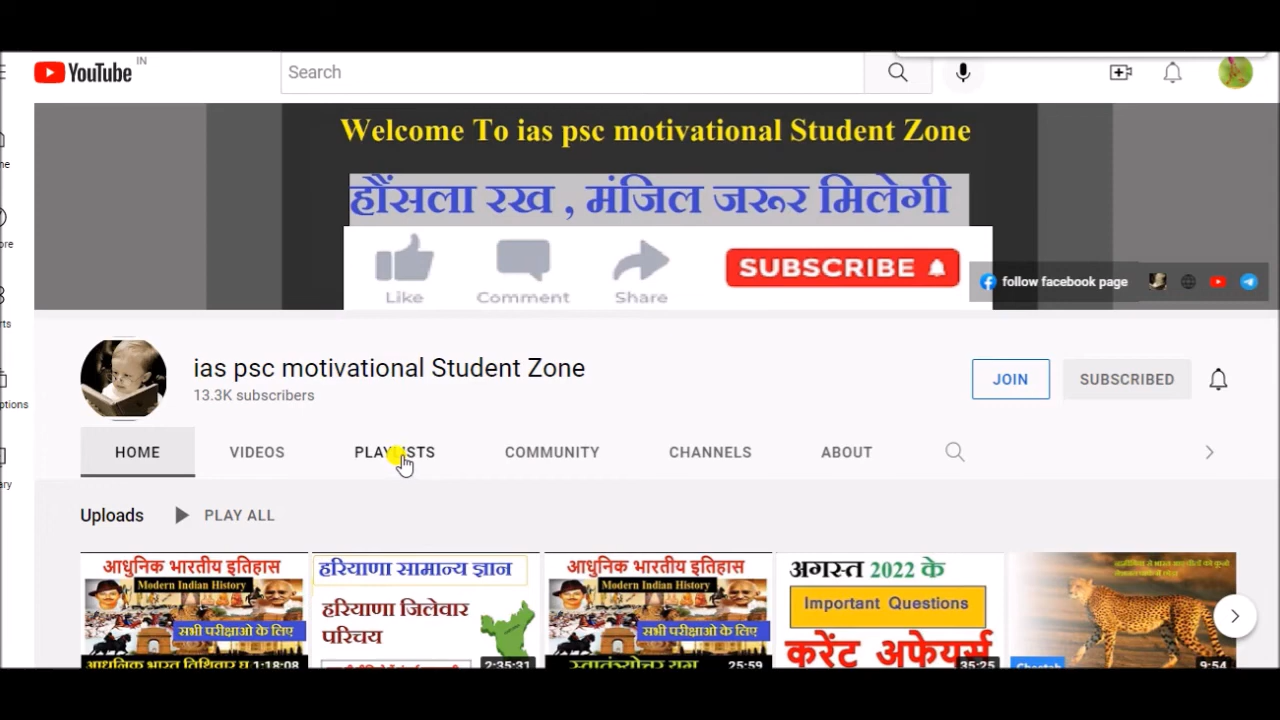 YouTube IN
Search
Welcome To ias psc motivational Student Zone
हौंसला रख , मंजिल जरूर मिलेगी
Like
Comment
Share
SUBSCRIBE
follow facebook page
ias psc motivational Student Zone
13.3K subscribers
JOIN
SUBSCRIBED
HOME
VIDEOS
PLAYLISTS
COMMUNITY
CHANNELS
ABOUT
Uploads
PLAY ALL
आधुनिक भारतीय इतिहास
Modern Indian History
सभी परीक्षाओ के लिए
आधुनिक भारत तिथिवार घ
1:18:08
हरियाणा सामान्य ज्ञान
हरियाणा जिलेवार
परिचय
2:35:31
आधुनिक भारतीय इतिहास
Modern Indian History
सभी परीक्षाओ के लिए
स्वातंत्र्योत्तर युग
25:59
अगस्त 2022 के
Important Questions
करेंट अफेयर्स
35:25
Cheetah
9:54